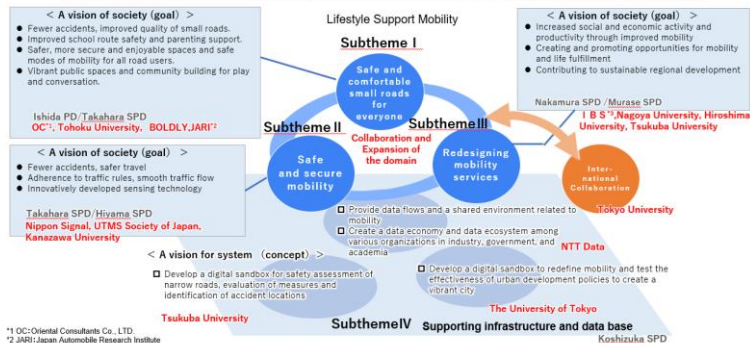 Lifestyle Support Mobility
< A vision of society (goal) >
● Fewer accidents, improved quality of small roads.
● Improved school route safety and parenting support.
● Safer, more secure and enjoyable spaces and safe
modes of mobility for all road users.
● Vibrant public spaces and community building for play
and conversation.
Ishida PD/Takahara SPD
OC*1, Tohoku University, BOLDLY,JARI*2
Subtheme I
Safe and
comfortable
small roads
for
everyone
< A vision of society (goal) >
● Increased social and economic activity and
productivity through improved mobility
● Creating and promoting opportunities for mobility
and life fulfillment
● Contributing to sustainable regional development
Nakamura SPD /Murase SPD
I B S*3,Nagoya University, Hiroshima
University, Tsukuba University
Subtheme II
Safe
and secure
mobility
Collaboration and
Expansion of
the domain
Subtheme III
Redesigning
mobility
services
Inter-
national
Collaboration
Tokyo University
< A vision of society (goal) >
● Fewer accidents, safer travel
● Adherence to traffic rules, smooth traffic flow
● Innovatively developed sensing technology
Takahara SPD/Hiyama SPD
Nippon Signal, UTMS Society of Japan,
Kanazawa University
❑ Provide data flows and a shared environment related to
mobility
❑ Create a data economy and data ecosystem among
various organizations in industry, government, and
academia
NTT Data
< A vision for system （concept） >
❑ Develop a digital sandbox for safety assessment of
narrow roads, evaluation of measures and
identification of accident locations
Tsukuba University
❑ Develop a digital sandbox to redefine mobility and test the
effectiveness of urban development policies to create a
vibrant city
The University of Tokyo
SubthemeⅣ Supporting infrastructure and data base
Koshizuka SPD
*1 OC:Oriental Consultants Co., LTD.
*2 JARI:Japan Automobile Research Institute